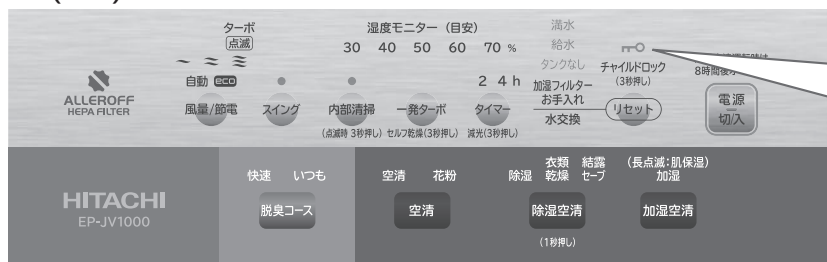 ターボ
点滅
自動 eco
風量/節電
スイング
湿度モニター (目安)
30 40 50 60 70 %
内部清掃
(点滅時 3秒押し)
一発ターボ
セルフ乾燥(3秒押し)
2 4 h
タイマー
減光(3秒押し)
満水
給水
タンクなし
加湿フィルター
お手入れ
水交換
チャイルドロック
(3秒押し)
リセット
電源
切/入
ALLEROFF
HEPA FILTER
HITACHI
EP-JV1000
快速 いつも
脱臭コース
空清 花粉
空清
除湿
衣類
乾燥
結露
セーブ
除湿空清
(1秒押し)
(長点滅:肌保湿)
加湿
加湿空清